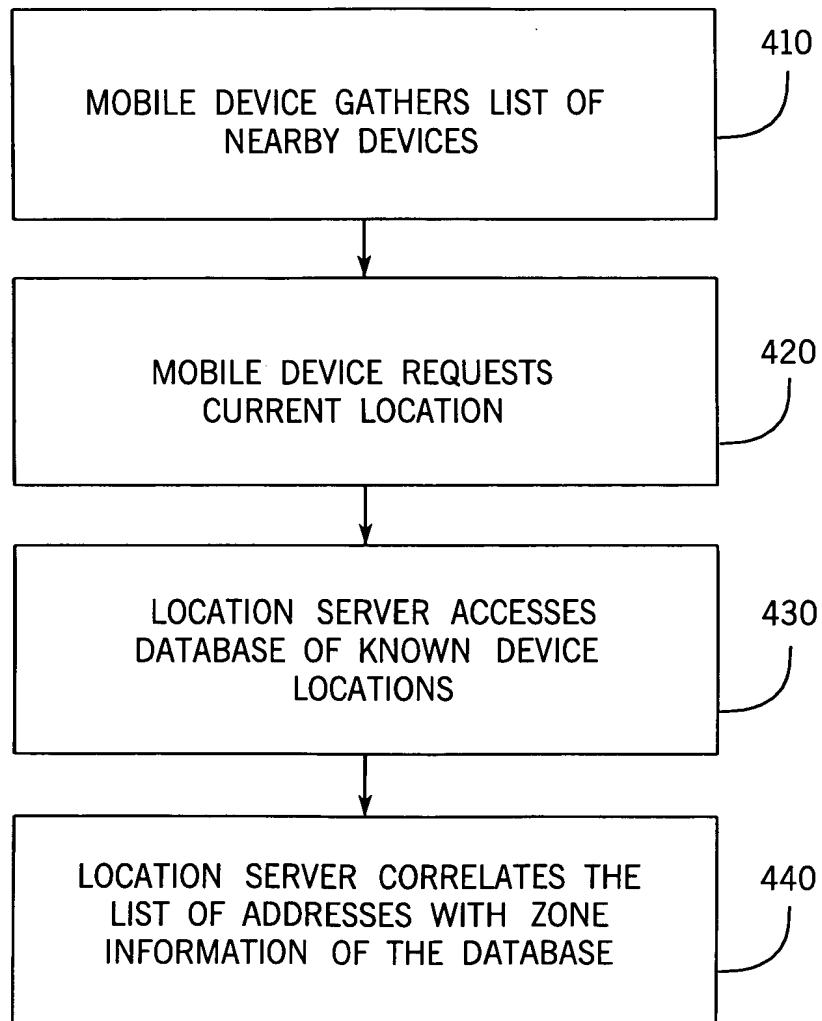 410
MOBILE DEVICE GATHERS LIST OF
NEARBY DEVICES
420
MOBILE DEVICE REQUESTS
CURRENT LOCATION
430
LOCATION SERVER ACCESSES
DATABASE OF KNOWN DEVICE
LOCATIONS
440
LOCATION SERVER CORRELATES THE
LIST OF ADDRESSES WITH ZONE
INFORMATION OF THE DATABASE